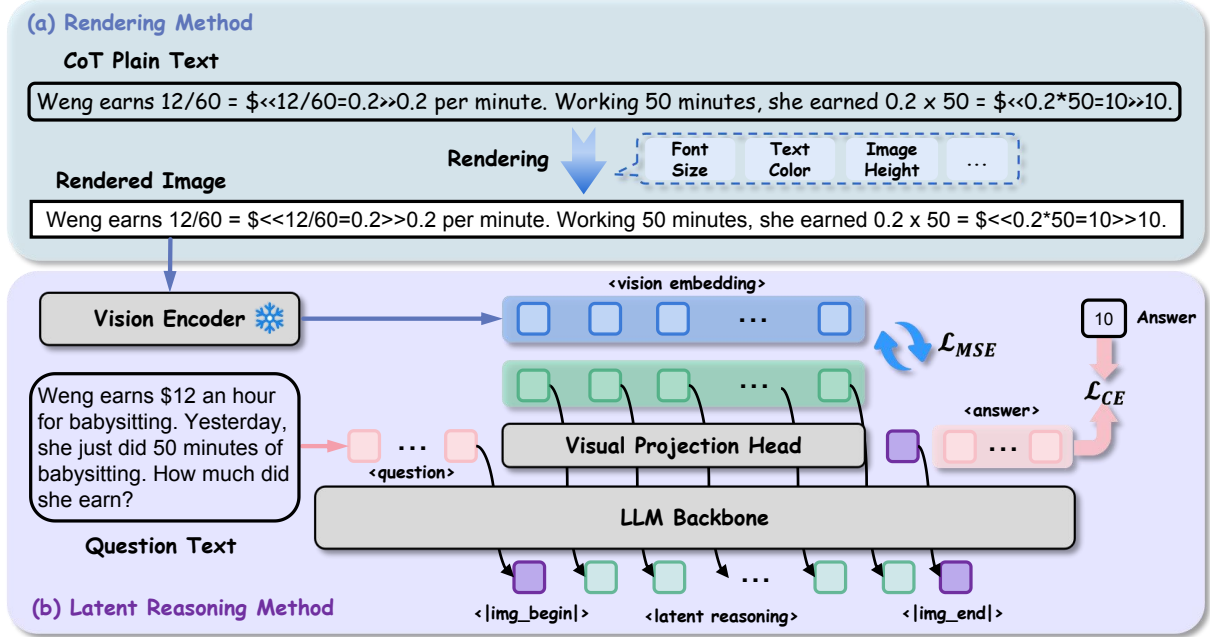 (a) Rendering Method
CoT Plain Text
Weng earns 12/60 = $<<12/60=0.2>>0.2 per minute. Working 50 minutes, she earned 0.2 x 50 = $<<0.2*50=10>>10.
Rendering
Font
Size
Text
Color
Image
Height
...
Rendered Image
Weng earns 12/60 = $<<12/60=0.2>>0.2 per minute. Working 50 minutes, she earned 0.2 x 50 = $<<0.2*50=10>>10.
<vision embedding>
Vision Encoder
...
10
Answer
ℒMSE
ℒCE
Weng earns $12 an hour
for babysitting. Yesterday,
she just did 50 minutes of
babysitting. How much did
she earn?
...
<answer>
...
<question>
Visual Projection Head
...
LLM Backbone
Question Text
...
<|img_begin|>
<latent reasoning>
<|img_end|>
(b) Latent Reasoning Method